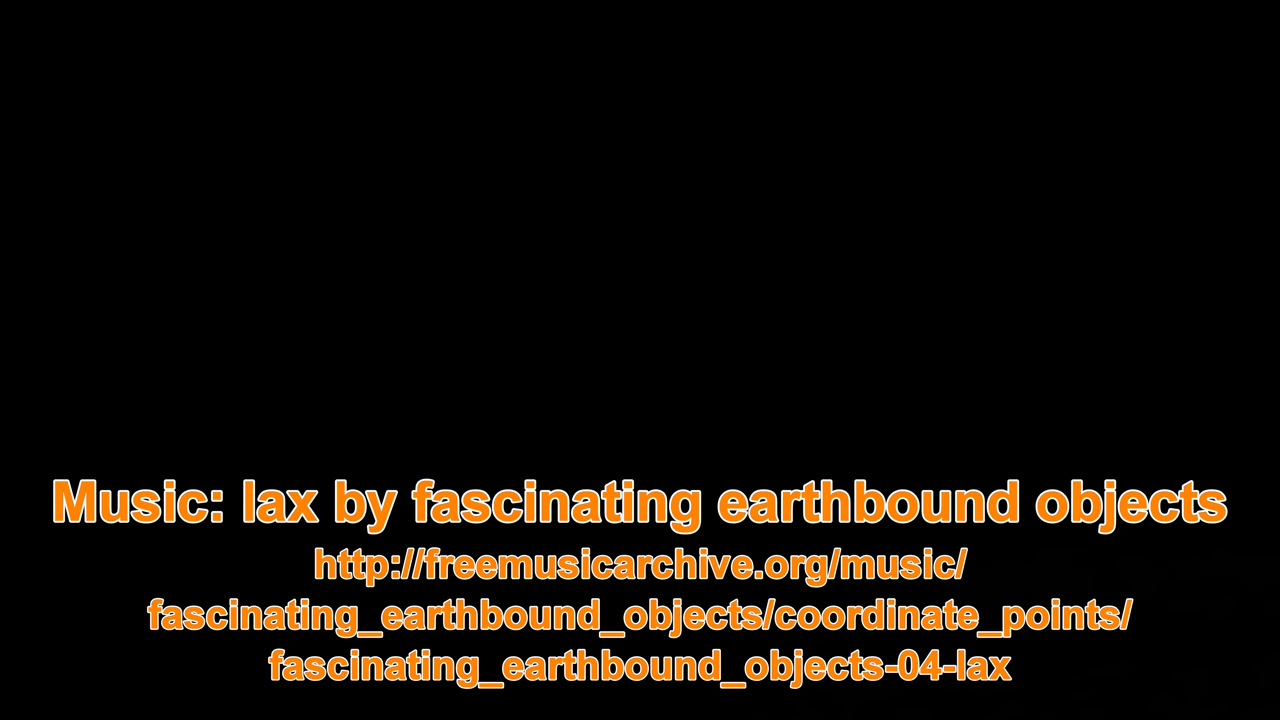 Music: lax by fascinating earthbound objects
http://freemusicarchive.org/music/
fascinating_earthbound_objects/coordinate_points/
fascinating_earthbound_objects-04-lax